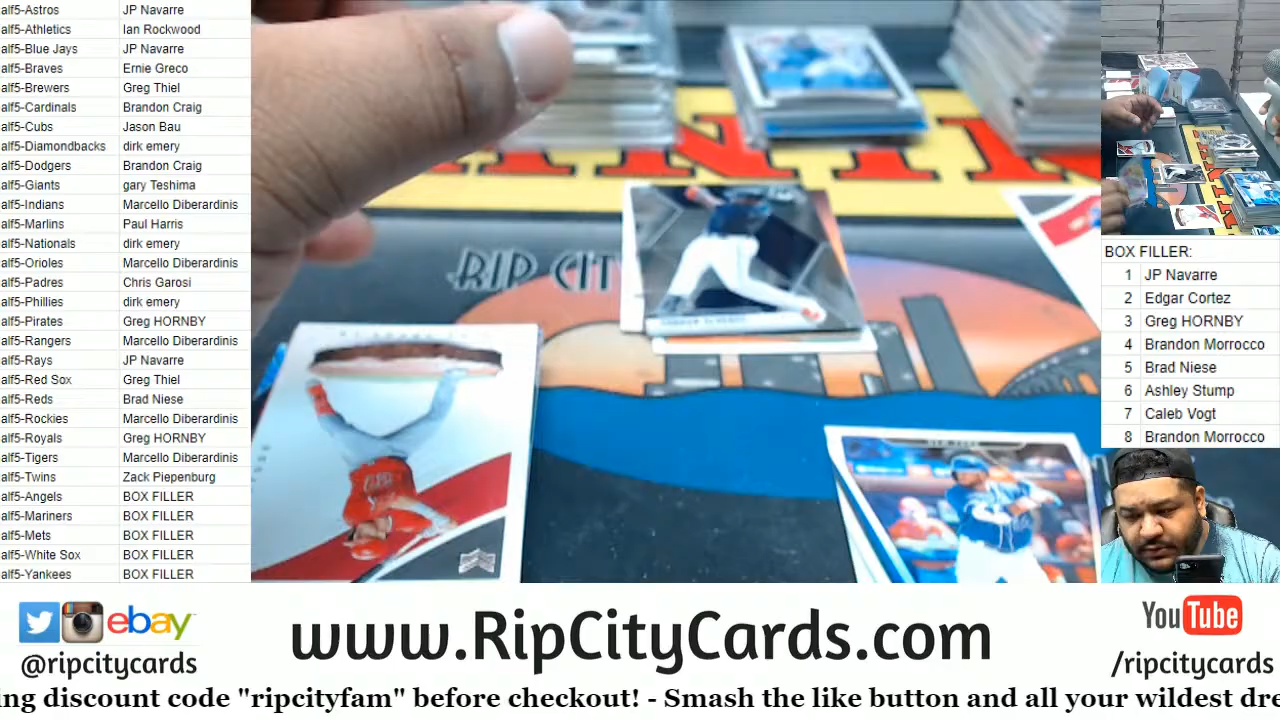 alf5-Astros JP Navarre
alf5-Athletics Ian Rockwood
alf5-Blue Jays JP Navarre
alf5-Braves Ernie Greco
alf5-Brewers Greg Thiel
alf5-Cardinals Brandon Craig
alf5-Cubs Jason Bau
alf5-Diamondbacks dirk emery
alf5-Dodgers Brandon Craig
alf5-Giants gary Teshima
alf5-Indians Marcello Diberardinis
alf5-Marlins Paul Harris
alf5-Nationals dirk emery
alf5-Orioles Marcello Diberardinis
alf5-Padres Chris Garosi
alf5-Phillies dirk emery
alf5-Pirates Greg HORNBY
alf5-Rangers Marcello Diberardinis
alf5-Rays JP Navarre
alf5-Red Sox Greg Thiel
alf5-Reds Brad Niese
alf5-Rockies Marcello Diberardinis
alf5-Royals Greg HORNBY
alf5-Tigers Marcello Diberardinis
alf5-Twins Zack Piepenburg
alf5-Angels BOX FILLER
alf5-Mariners BOX FILLER
alf5-Mets BOX FILLER
alf5-White Sox BOX FILLER
alf5-Yankees BOX FILLER
RIP CIT
BOX FILLER:
1 JP Navarre
2 Edgar Cortez
3 Greg HORNBY
4 Brandon Morrocco
5 Brad Niese
6 Ashley Stump
7 Caleb Vogt
8 Brandon Morrocco
ebay
@ripcitycards
www.RipCityCards.com
YouTube
/ripcitycards
ing discount code "ripcityfam" before checkout! - Smash the like button and all your wildest dre